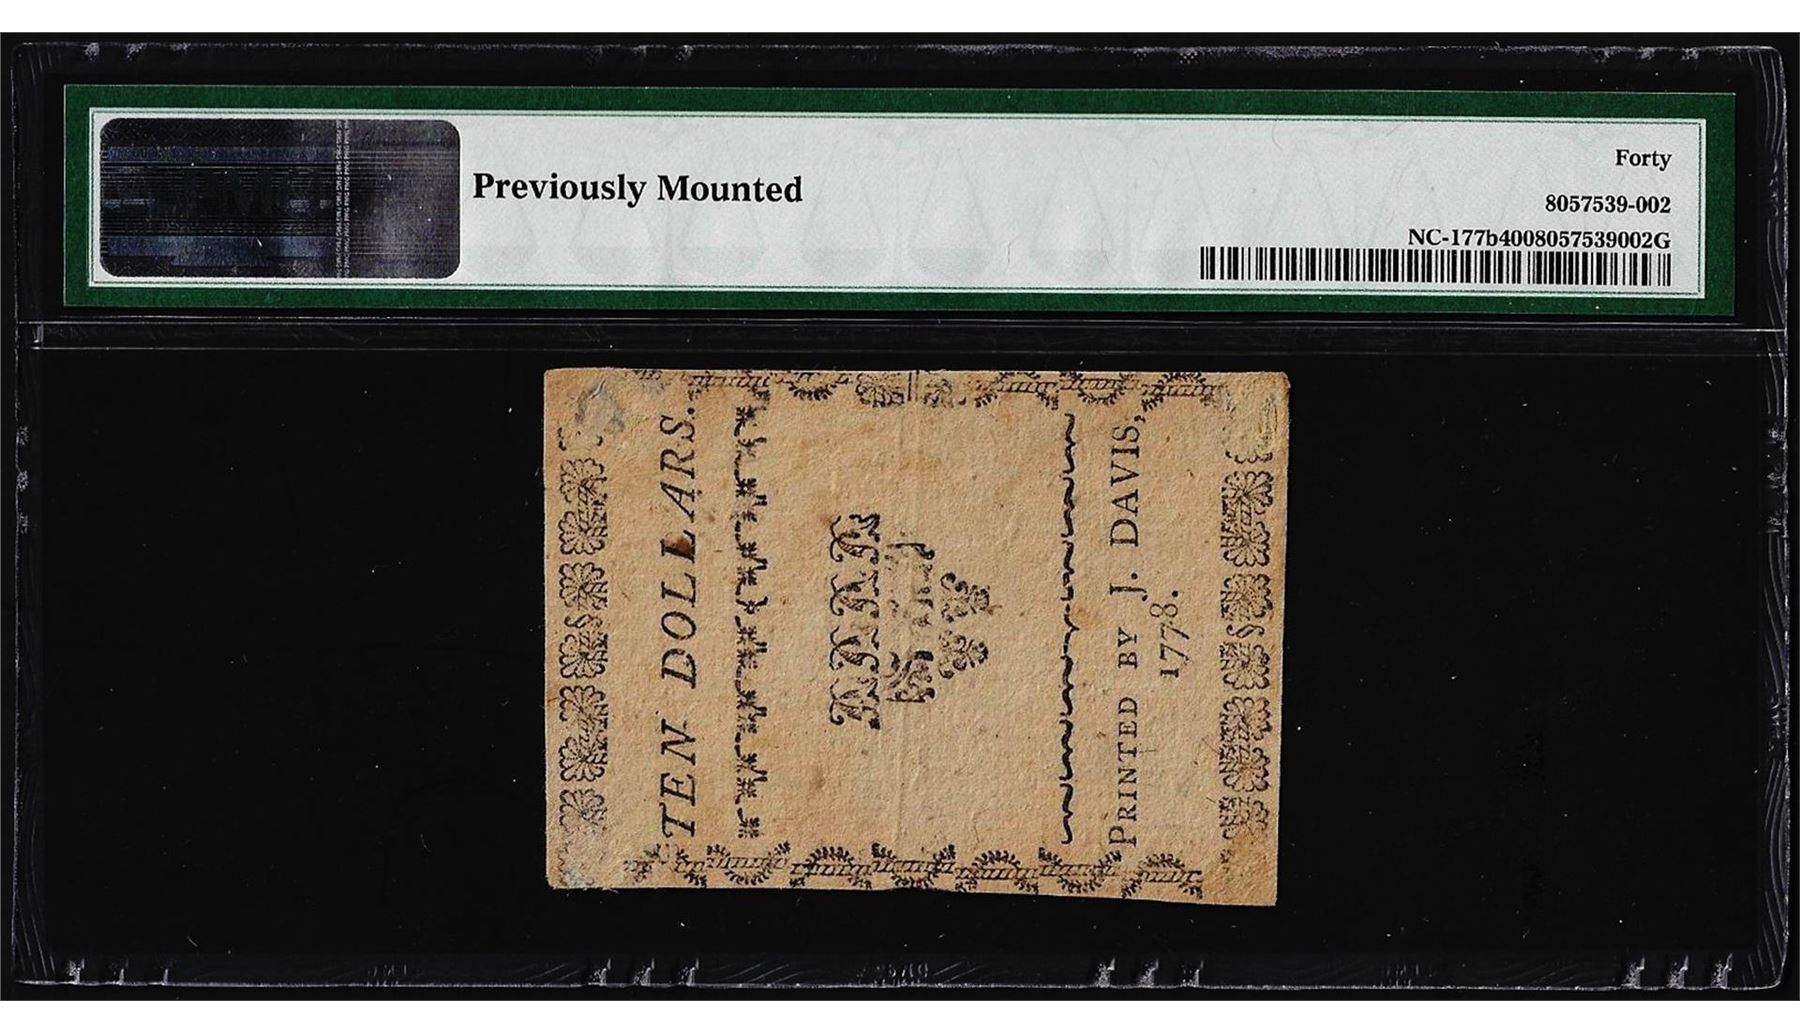 Previously Mounted
Forty
8057539-002
NC-177b4008057539002G
TEN DOLLARS.
PRINTED BY J. DAVIS,
1778.